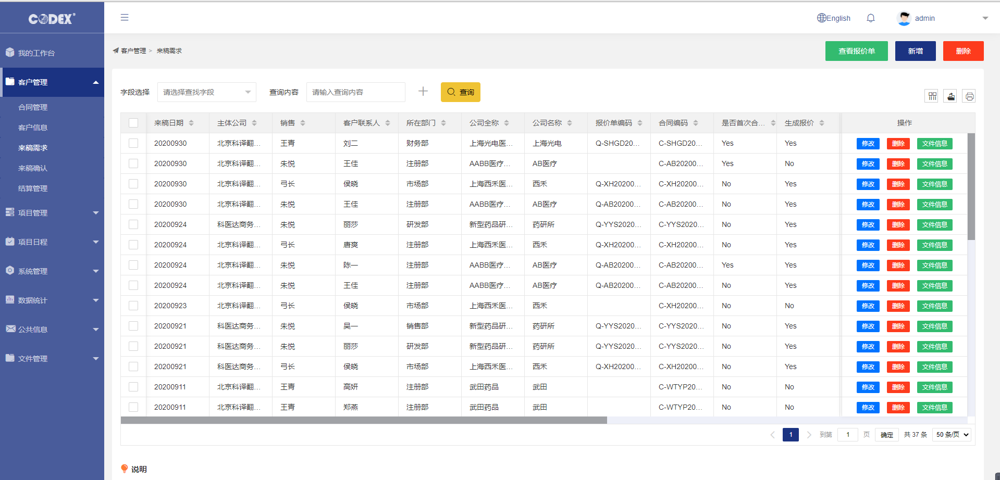 CODEX®
English
admin
我的工作台
客户管理
合同管理
客户信息
来稿需求
来稿确认
结算管理
项目管理
项目日程
系统管理
数据统计
公共信息
文件管理
客户管理 > 来稿需求
查看报价单 新增 删除
字段选择 请选择查找字段 查询内容 请输入查询内容 查询
来稿日期 主体公司 销售 客户联系人 所在部门 公司全称 公司名称 报价单编码 合同编码 是否首次合... 生成报价 操作
20200930 北京科译翻... 王青 刘二 财务部 上海光电医... 上海光电 Q-SHGD20... C-SHGD20... Yes Yes 修改 删除 文件信息
20200930 北京科译翻... 朱悦 王佳 注册部 AABB医疗... AB医疗 C-AB20200... Yes No 修改 删除 文件信息
20200930 北京科译翻... 弓长 侯晓 市场部 上海西禾医... 西禾 Q-XH20200... C-XH20200... No Yes 修改 删除 文件信息
20200930 北京科译翻... 朱悦 王佳 注册部 AABB医疗... AB医疗 Q-AB20200... C-AB20200... No Yes 修改 删除 文件信息
20200924 科医达商务... 朱悦 丽莎 研发部 新型药品研... 药研所 Q-YYS2020... C-YYS2020... No Yes 修改 删除 文件信息
20200924 北京科译翻... 弓长 唐爽 注册部 上海西禾医... 西禾 Q-XH20200... C-XH20200... No Yes 修改 删除 文件信息
20200924 北京科译翻... 朱悦 陈一 注册部 AABB医疗... AB医疗 Q-AB20200... C-AB20200... Yes Yes 修改 删除 文件信息
20200924 北京科译翻... 朱悦 王佳 注册部 AABB医疗... AB医疗 Q-AB20200... C-AB20200... No Yes 修改 删除 文件信息
20200923 北京科译翻... 弓长 侯晓 市场部 上海西禾医... 西禾 C-XH20200... No No 修改 删除 文件信息
20200921 科医达商务... 朱悦 吴一 销售部 新型药品研... 药研所 Q-YYS2020... C-YYS2020... No Yes 修改 删除 文件信息
20200921 科医达商务... 朱悦 丽莎 研发部 新型药品研... 药研所 Q-YYS2020... C-YYS2020... No Yes 修改 删除 文件信息
20200921 科医达商务... 弓长 侯晓 市场部 上海西禾医... 西禾 Q-XH20200... C-XH20200... No Yes 修改 删除 文件信息
20200911 北京科译翻... 王青 高妍 注册部 武田药品 武田 C-WTYP20... No No 修改 删除 文件信息
20200911 北京科译翻... 王青 郑燕 注册部 武田药品 武田 C-WTYP20... No No 修改 删除 文件信息
1 到第 1 页 确定 共 37 条 50 条/页
说明